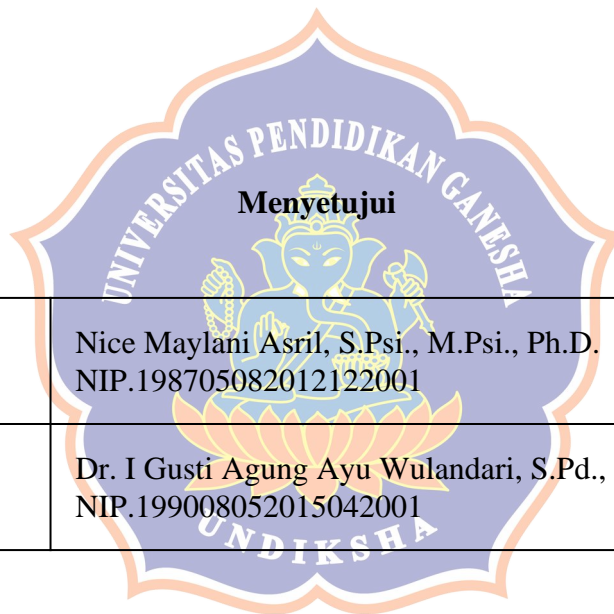 UNIVERSITAS PENDIDIKAN GANESHA
Menyetujui
Nice Maylani Asril, S.Psi., M.Psi., Ph.D.
NIP.198705082012122001
Dr. I Gusti Agung Ayu Wulandari, S.Pd.,
NIP.199008052015042001
UNDIKSHA